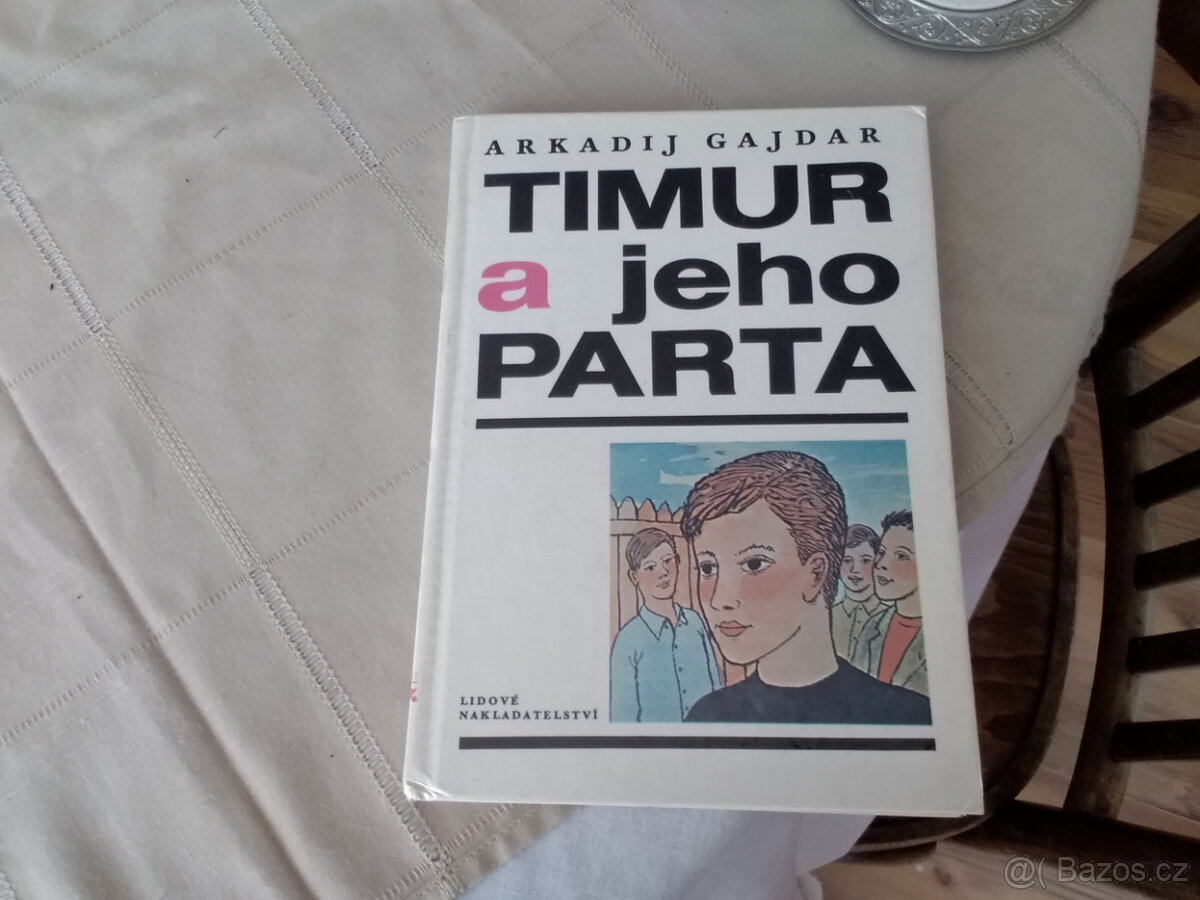 ARKADIJ GAJDAR
TIMUR
a jeho
PARTA
LIDOVÉ
NAKLADATELSTVÍ
@( Bazos.cz